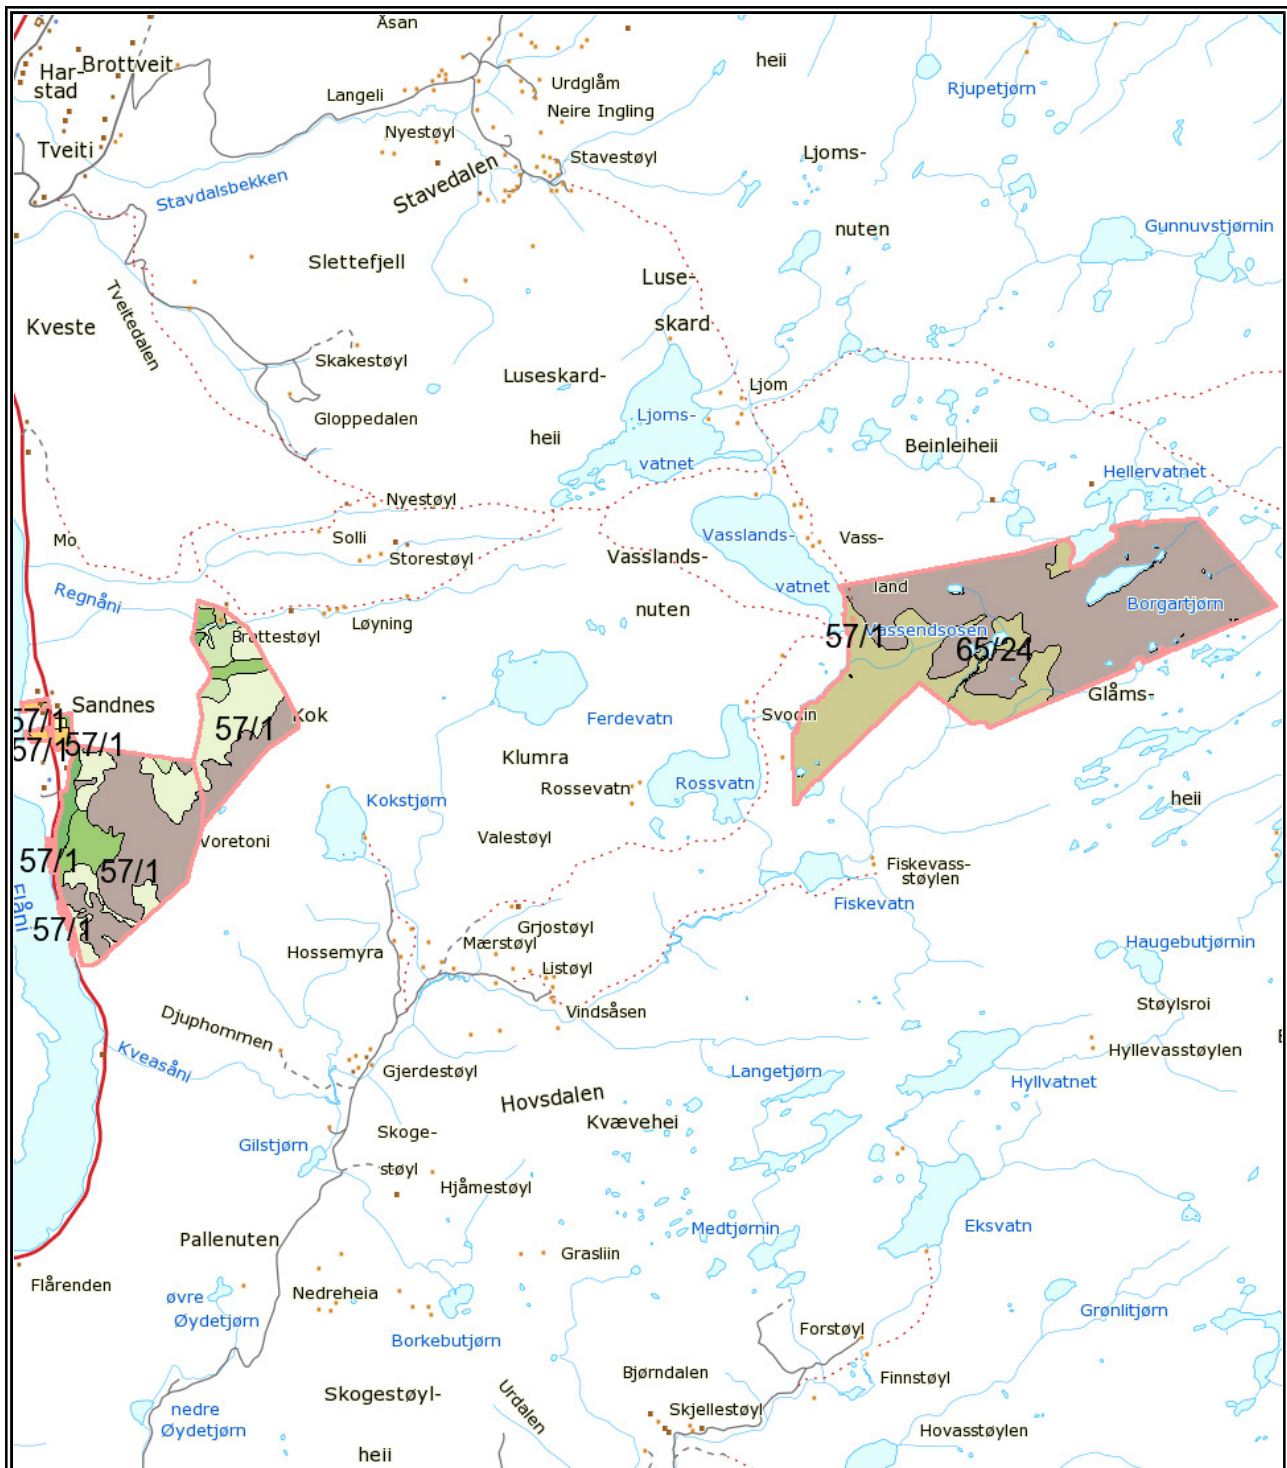 Åsan
Har-
stad
Brottveit
Langeli
Urdglåm
Neire Ingling
heii
Rjupetjørn
Tveiti
Nyestøyl
Stavestøyl
Ljoms-
Stavdalsbekken
Stavedalen
nuten
Gunnuvstjørnin
Slettefjell
Luse-
skard
Tveitedalen
Kveste
Skakestøyl
Luseskard-
heii
Ljom
Gloppedalen
Ljoms-
vatnet
Beinleiheii
Hellervatnet
Nyestøyl
Mo
Solli
Storestøyl
Vasslands-
vatnet
Vass-
land
Vasslands-
nuten
Regnåni
Løyning
Brottestøyl
Borgartjørn
57/1
Vassendsosen
65/24
Glåms-
heii
Sandnes
57/1
57/1
57/1
57/1
Kok
Ferdevatn
Svodin
Klumra
Rossevatn
Rossvatn
Kokstjørn
Valestøyl
Voretoni
57/1
57/1
57/1
Flåni
Fiskevass-
støylen
Fiskevatn
Grjostøyl
Mærstøyl
Hossemyra
Listøyl
Haugebutjørnin
Vindsåsen
Støylsroi
Djuphommen
Kveasåni
Gjerdestøyl
Langetjørn
Hyllevasstøylen
Hyllvatnet
Hovsdalen
Kvævehei
Gilstjørn
Skoge-
støyl
Hjåmestøyl
Medtjørnin
Eksvatn
Pallenuten
Grasliin
Flårenden
øvre
Øydetjørn
Nedreheia
Borkebutjørn
Grønlitjørn
Forstøyl
Bjørndalen
Finnstøyl
Skogestøyl-
heii
Urdalen
Skjellestøyl
nedre
Øydetjørn
Hovasstøylen